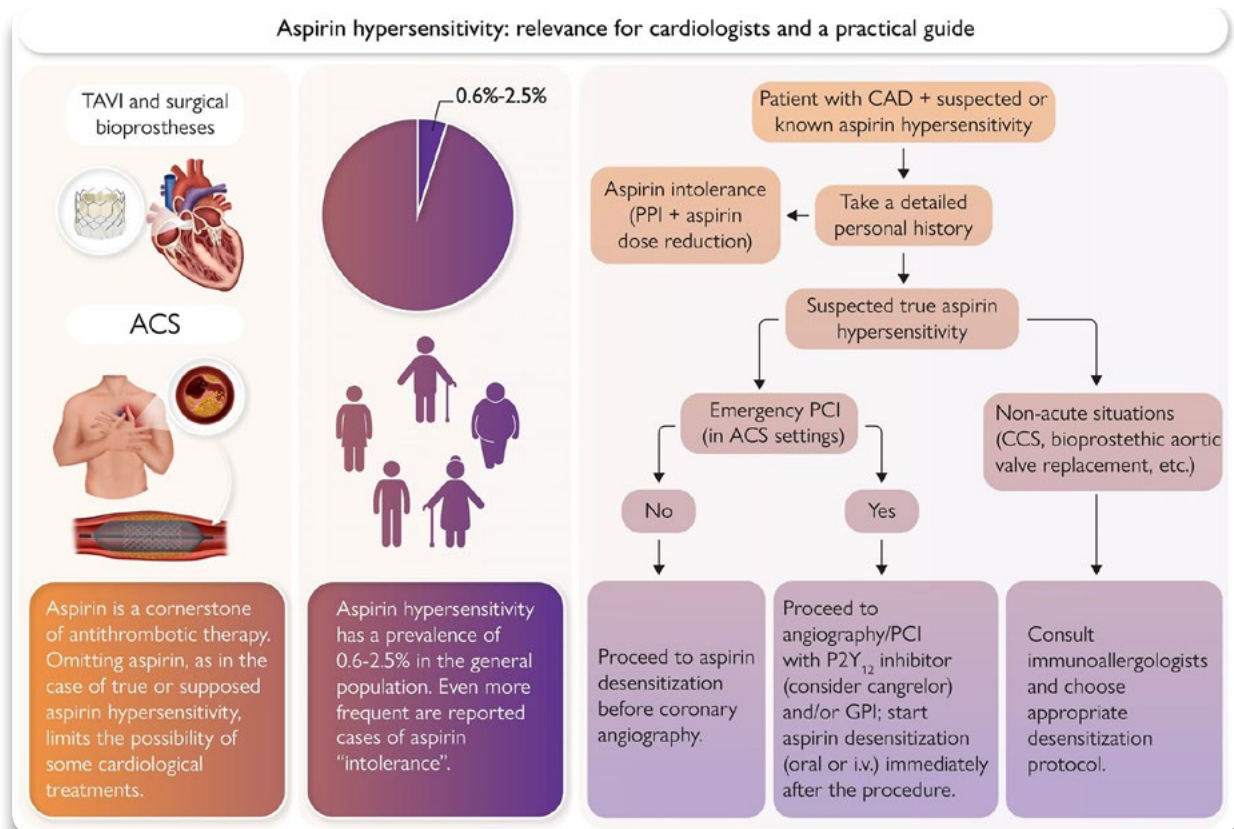 Aspirin hypersensitivity: relevance for cardiologists and a practical guide
TAVI and surgical
bioprostheses
ACS
Aspirin is a cornerstone
of antithrombotic therapy.
Omitting aspirin, as in the
case of true or supposed
aspirin hypersensitivity,
limits the possibility of
some cardiological
treatments.
0.6%-2.5%
Aspirin hypersensitivity
has a prevalence of
0.6-2.5% in the general
population. Even more
frequent are reported
cases of aspirin
“intolerance”.
Patient with CAD + suspected or
known aspirin hypersensitivity
Aspirin intolerance
(PPI + aspirin
dose reduction)
Take a detailed
personal history
Suspected true aspirin
hypersensitivity
Emergency PCI
(in ACS settings)
Non-acute situations
(CCS, bioprostethic aortic
valve replacement, etc.)
No
Yes
Proceed to aspirin
desensitization
before coronary
angiography.
Proceed to
angiography/PCI
with P2Y₁₂ inhibitor
(consider cangrelor)
and/or GPI; start
aspirin desensitization
(oral or i.v.) immediately
after the procedure.
Consult
immunoallergologists
and choose
appropriate
desensitization
protocol.